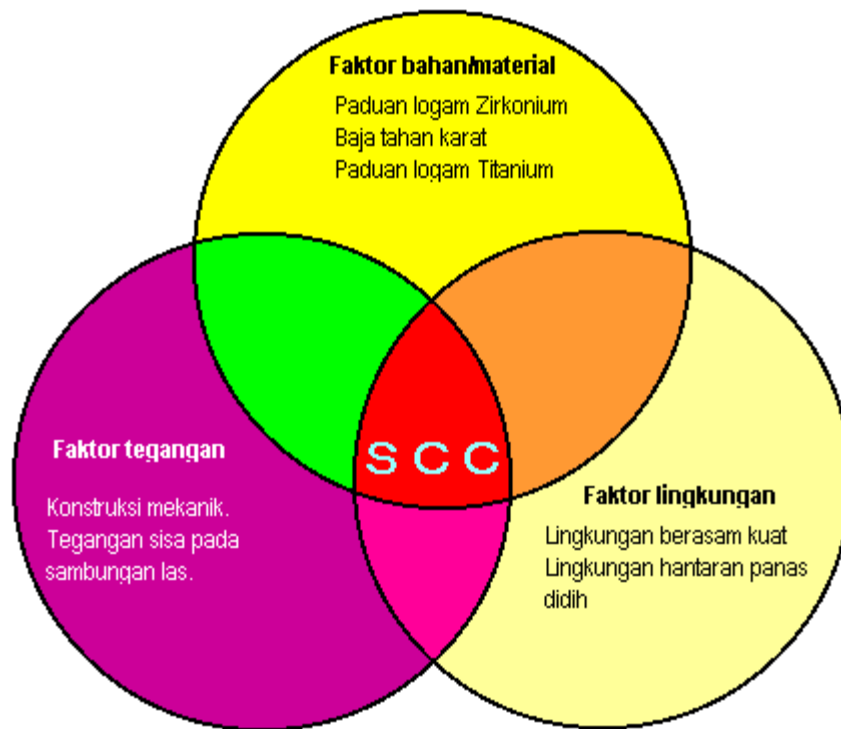 Faktor bahan/material
Paduan logam Zirkonium
Baja tahan karat
Paduan logam Titanium
Faktor tegangan
Konstruksi mekanik.
Tegangan sisa pada
sambungan las.
S C C
Faktor lingkungan
Lingkungan berasam kuat
Lingkungan hantaran panas
didih